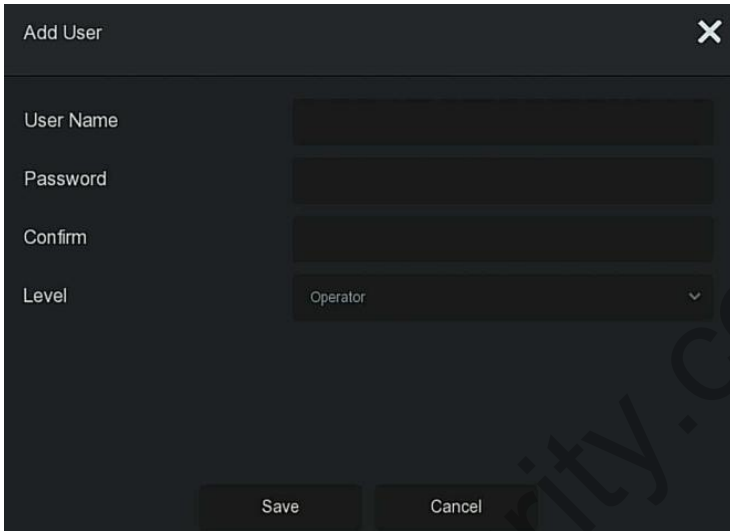 Add User
User Name
Password
Confirm
Level Operator
Save Cancel